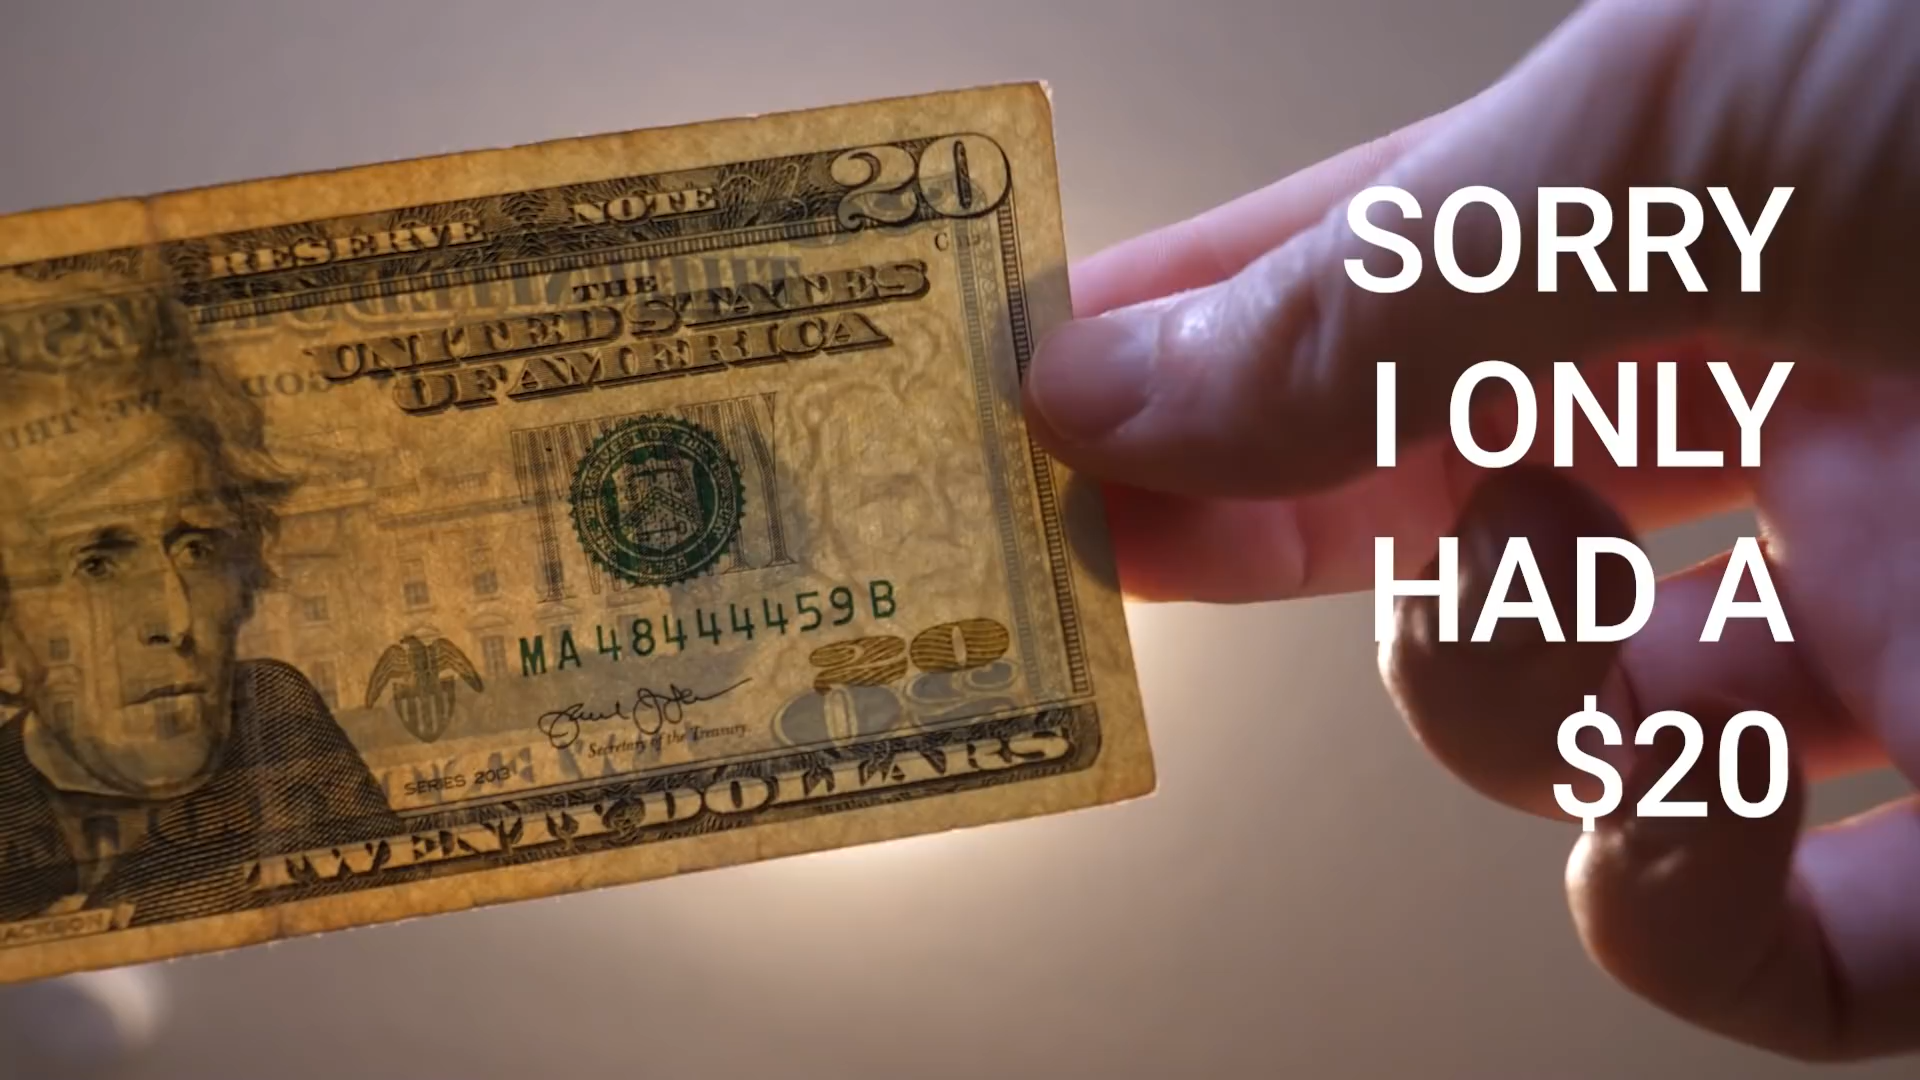 RESERVE NOTE
20
THE
UNITED STATES
OF AMERICA
MA 48444459 B
20
Secretary of the Treasury.
SERIES 2013
TWENTY DOLLARS
JACKSON
SORRY
I ONLY
HAD A
$20